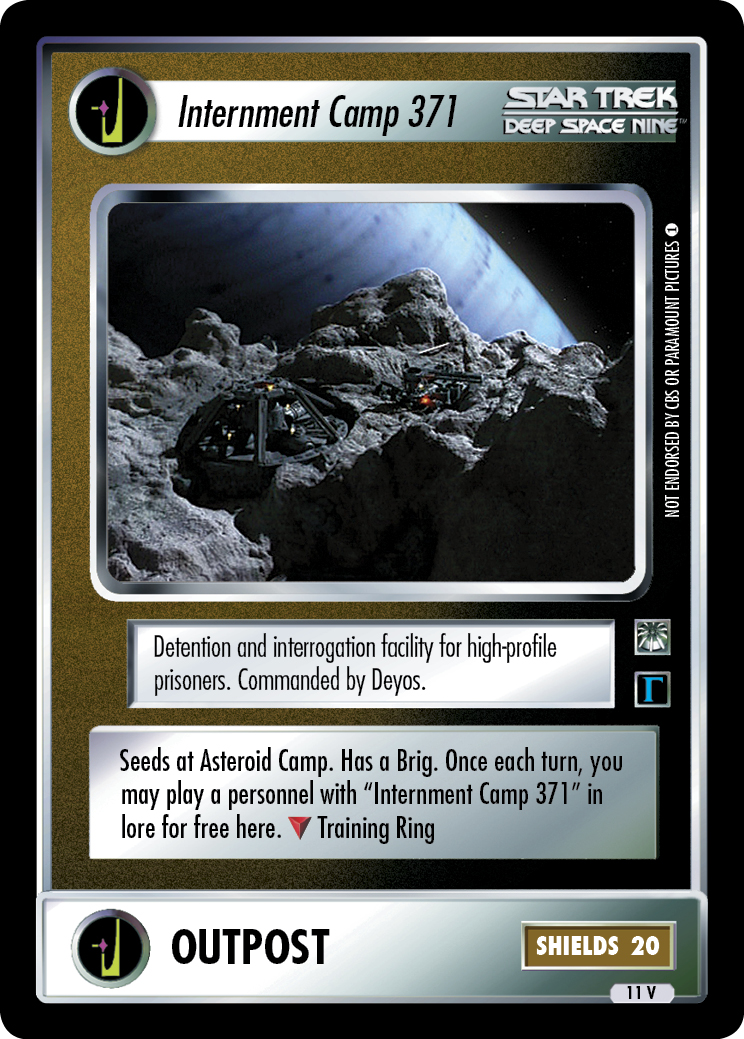 Internment Camp 371
STAR TREK
DEEP SPACE NINE™
NOT ENDORSED BY CBS OR PARAMOUNT PICTURES 1
Detention and interrogation facility for high-profile
prisoners. Commanded by Deyos.
Γ
Seeds at Asteroid Camp. Has a Brig. Once each turn, you
may play a personnel with “Internment Camp 371” in
lore for free here. Training Ring
OUTPOST
SHIELDS 20
11 V